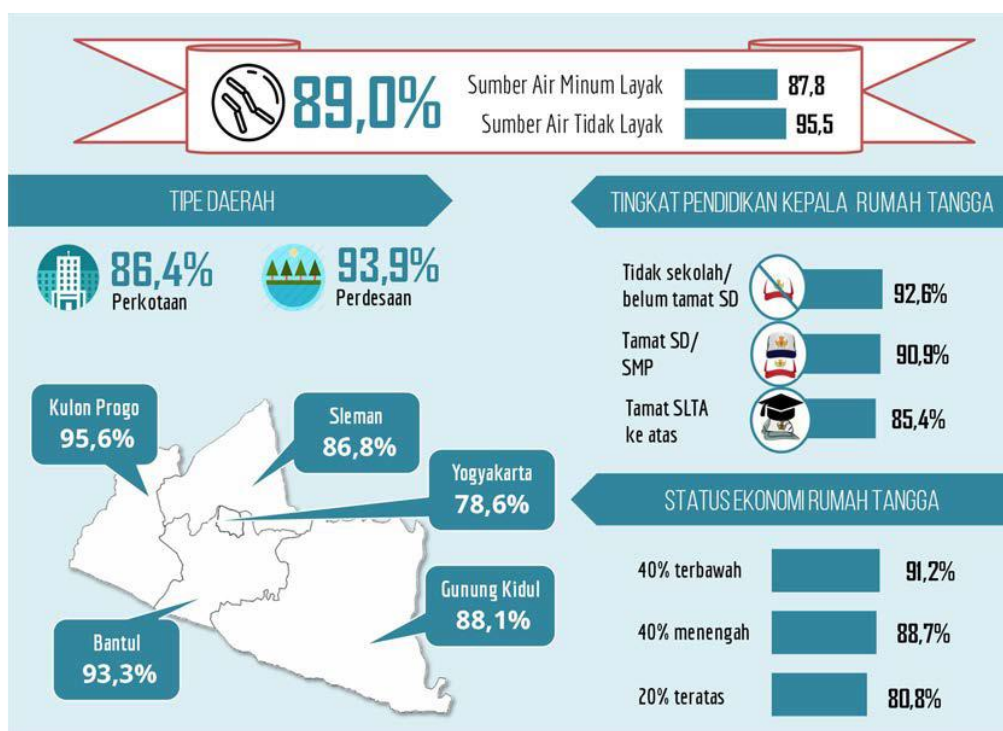 89,0%
Sumber Air Minum Layak
87,8
Sumber Air Tidak Layak
95,5
TIPE DAERAH
86,4%
Perkotaan
93,9%
Perdesaan
Kulon Progo
95,6%
Sleman
86,8%
Yogyakarta
78,6%
Gunung Kidul
88,1%
Bantul
93,3%
TINGKAT PENDIDIKAN KEPALA RUMAH TANGGA
Tidak sekolah/
belum tamat SD
92,6%
Tamat SD/
SMP
90,9%
Tamat SLTA
ke atas
85,4%
STATUS EKONOMI RUMAH TANGGA
40% terbawah
91,2%
40% menengah
88,7%
20% teratas
80,8%